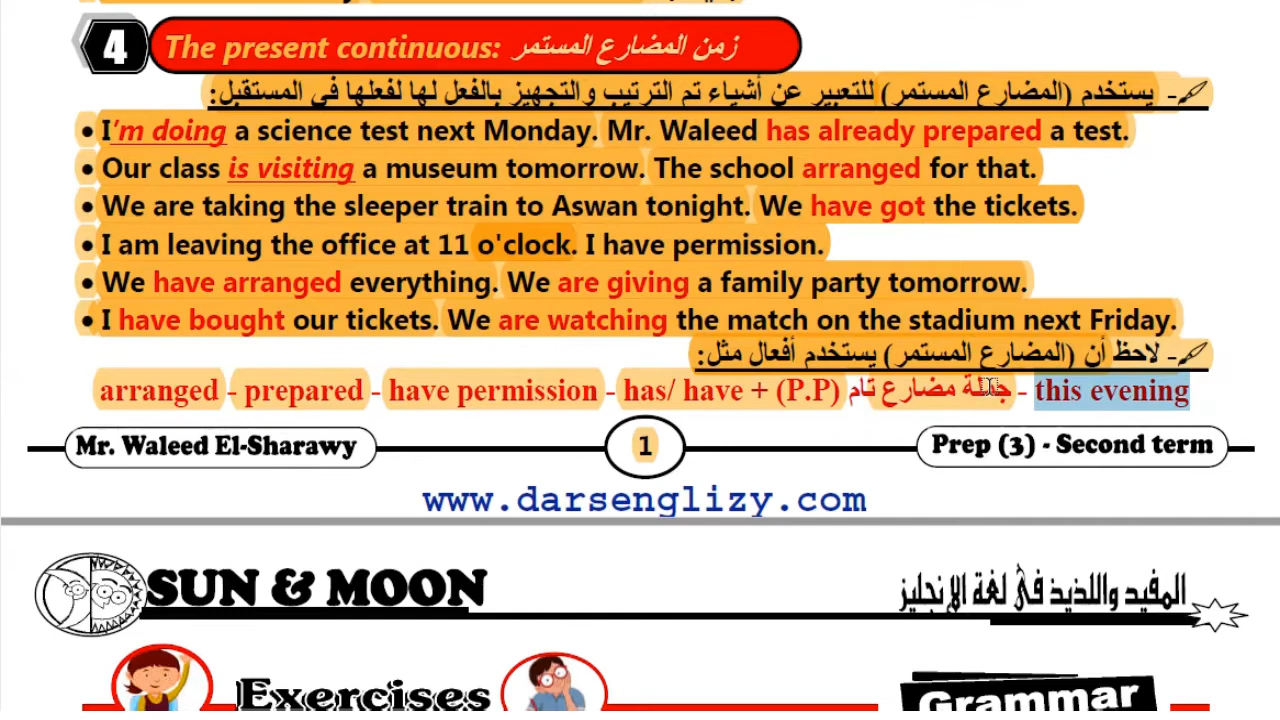 4 The present continuous: زمن المضارع المستمر
- يستخدم (المضارع المستمر) للتعبير عن أشياء تم الترتيب والتجهيز بالفعل لها لفعلها في المستقبل:
• I'm doing a science test next Monday. Mr. Waleed has already prepared a test.
• Our class is visiting a museum tomorrow. The school arranged for that.
• We are taking the sleeper train to Aswan tonight. We have got the tickets.
• I am leaving the office at 11 o'clock. I have permission.
• We have arranged everything. We are giving a family party tomorrow.
• I have bought our tickets. We are watching the match on the stadium next Friday.
- لاحظ أن (المضارع المستمر) يستخدم أفعال مثل:
arranged - prepared - have permission - has/ have + (P.P) جملة مضارع تام - this evening
Mr. Waleed El-Sharawy 1 Prep (3) - Second term
www.darsenglizy.com
SUN & MOON المفيد واللذيذ في لغة الإنجليز
Exercises Grammar